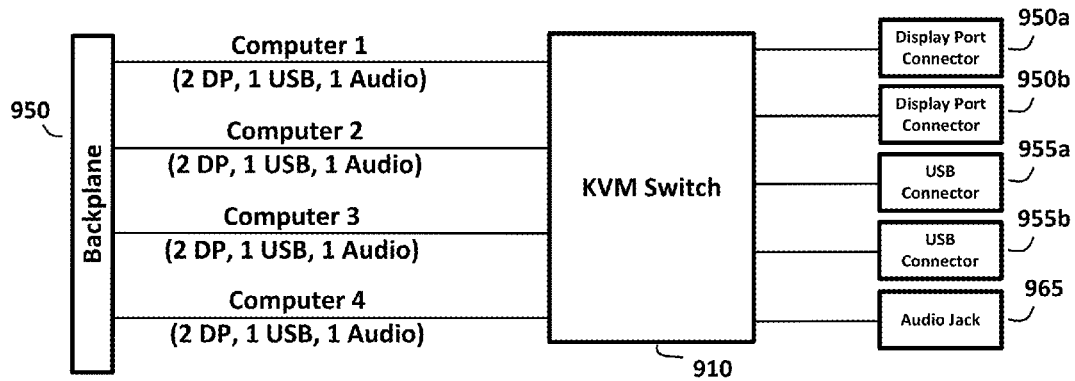 950
Backplane
Computer 1
(2 DP, 1 USB, 1 Audio)
Computer 2
(2 DP, 1 USB, 1 Audio)
Computer 3
(2 DP, 1 USB, 1 Audio)
Computer 4
(2 DP, 1 USB, 1 Audio)
KVM Switch
910
Display Port
Connector
950a
Display Port
Connector
950b
USB
Connector
955a
USB
Connector
955b
Audio Jack
965